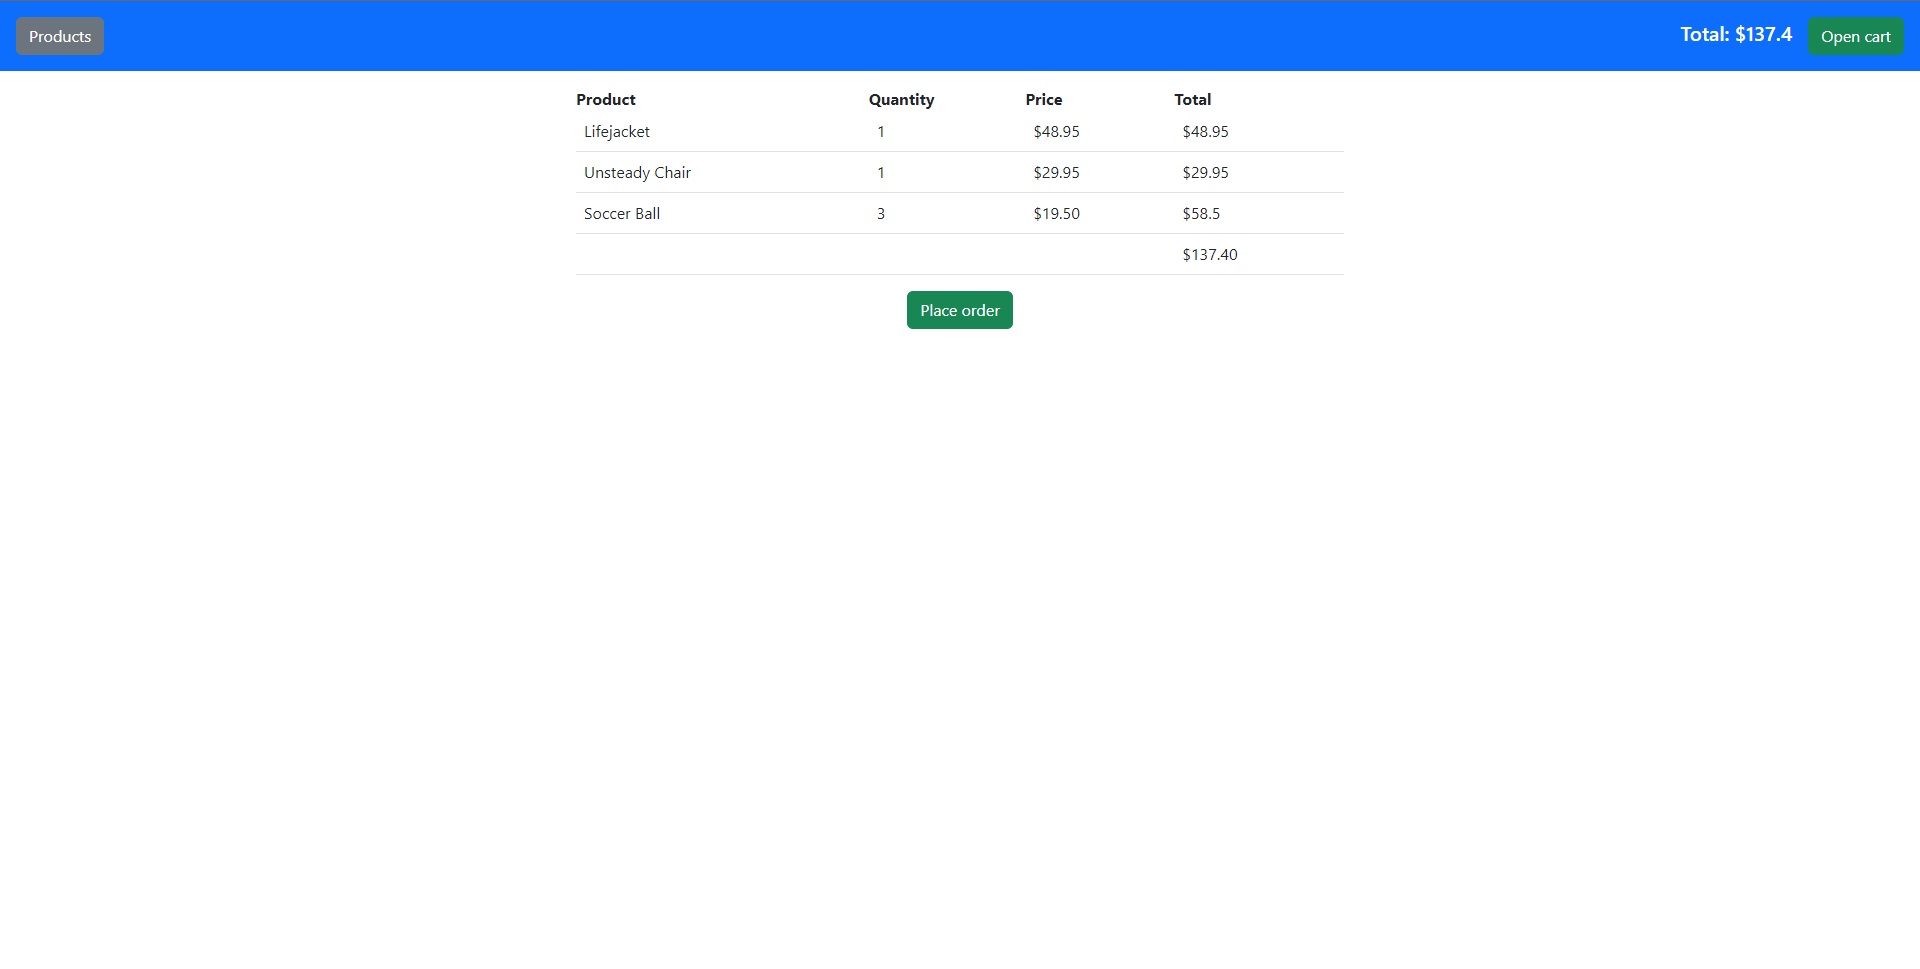 Products Total: $137.4 Open cart
Product Quantity Price Total
Lifejacket 1 $48.95 $48.95
Unsteady Chair 1 $29.95 $29.95
Soccer Ball 3 $19.50 $58.5
$137.40
Place order